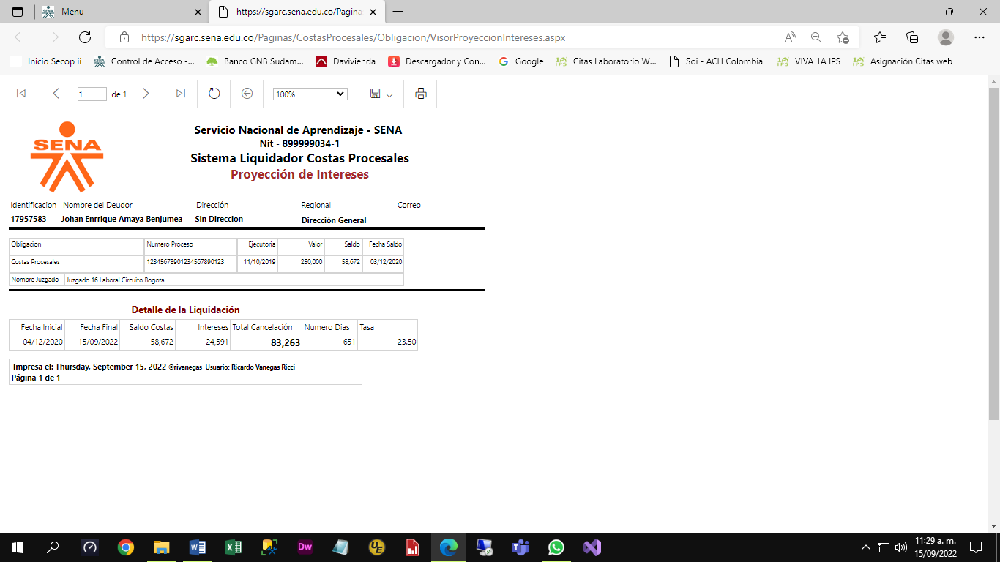 Menu
https://sgarc.sena.edu.co/Pagina
https://sgarc.sena.edu.co/Paginas/CostasProcesales/Obligacion/VisorProyeccionIntereses.aspx
Inicio Secop ii
Control de Acceso -...
Banco GNB Sudam...
Davivienda
Descargador y Con...
Google
Citas Laboratorio W...
Soi - ACH Colombia
VIVA 1A IPS
Asignación Citas web
1 de 1 100%
SENA
Servicio Nacional de Aprendizaje - SENA
Nit - 899999034-1
Sistema Liquidador Costas Procesales
Proyección de Intereses
Identificacion Nombre del Deudor Dirección Regional Correo
17957583 Johan Enrrique Amaya Benjumea Sin Direccion Dirección General
Obligacion Numero Proceso Ejecutoria Valor Saldo Fecha Saldo
Costas Procesales 12345678901234567890123 11/10/2019 250,000 58,672 03/12/2020
Nombre Juzgado Juzgado 16 Laboral Circuito Bogota
Detalle de la Liquidación
Fecha Inicial Fecha Final Saldo Costas Intereses Total Cancelación Numero Dias Tasa
04/12/2020 15/09/2022 58,672 24,591 83,263 651 23.50
Impresa el: Thursday, September 15, 2022 ©rivanegas Usuario: Ricardo Vanegas Ricci
Página 1 de 1
Dw
UE
11:29 a. m.
15/09/2022